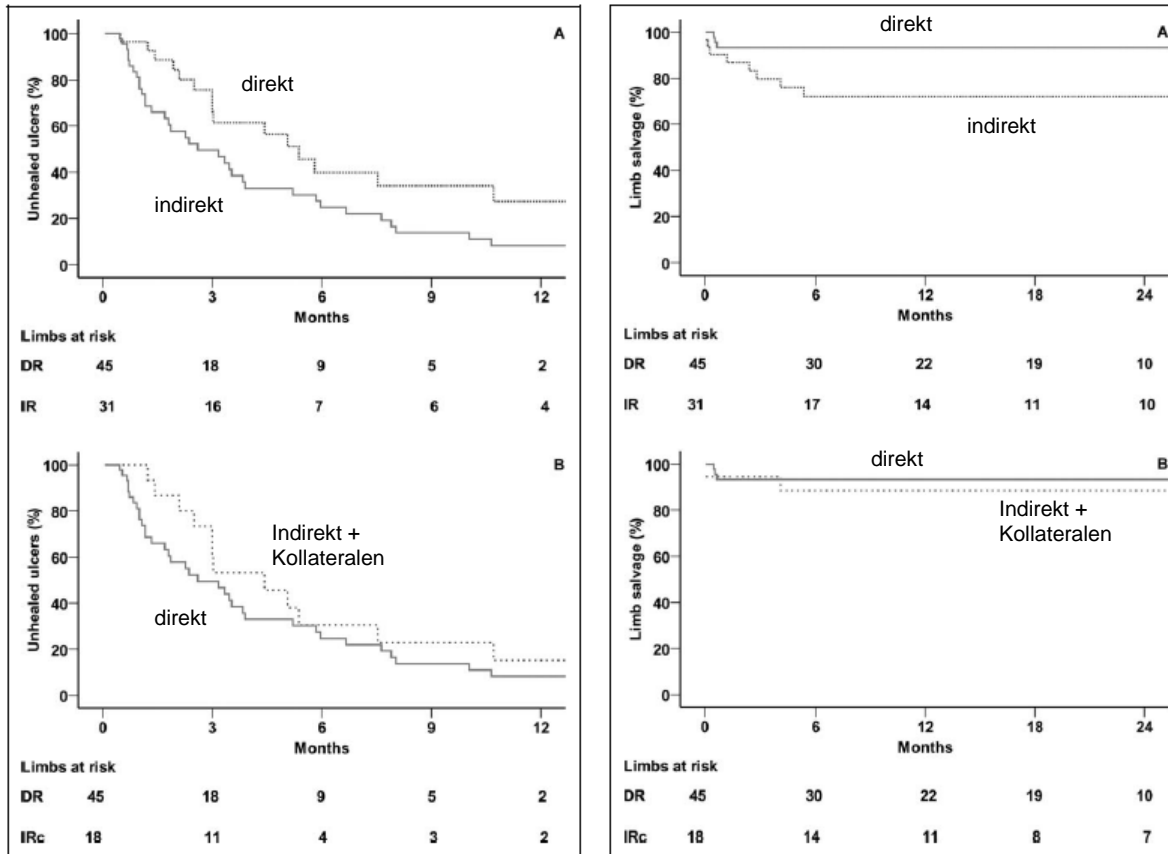 A
100
80
60
40
20
0
Unhealed ulcers (%)
direkt
indirekt
0 3 6 9 12
Months
Limbs at risk
DR 45 18 9 5 2
IR 31 16 7 6 4
B
100
80
60
40
20
0
Unhealed ulcers (%)
Indirekt +
Kollateralen
direkt
0 3 6 9 12
Months
Limbs at risk
DR 45 18 9 5 2
IRc 18 11 4 3 2
A
100
80
60
40
20
0
Limb salvage (%)
direkt
indirekt
0 6 12 18 24
Months
Limbs at risk
DR 45 30 22 19 10
IR 31 17 14 11 10
B
100
80
60
40
20
0
Limb salvage (%)
direkt
Indirekt +
Kollateralen
0 6 12 18 24
Months
Limbs at risk
DR 45 30 22 19 10
IRc 18 14 11 8 7